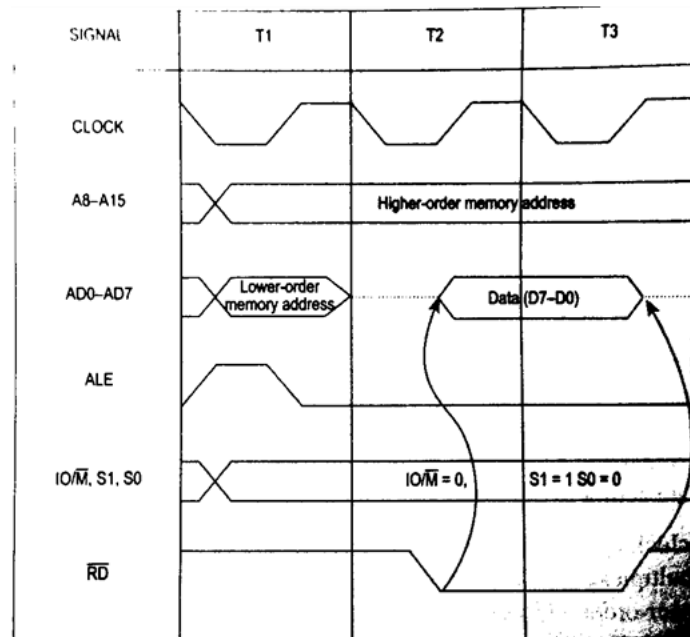 SIGNAL T1 T2 T3
CLOCK
A8–A15 Higher-order memory address
AD0–AD7 Lower-order memory address Data (D7–D0)
ALE
IO/M̅, S1, S0 IO/M̅ = 0, S1 = 1 S0 = 0
R̅D̅